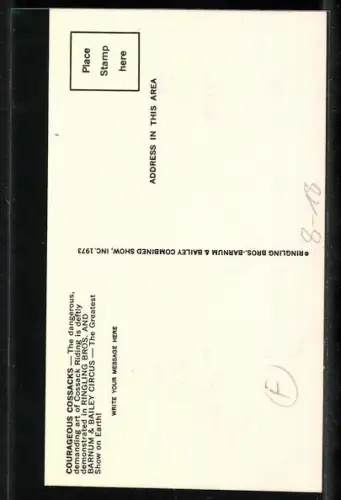 COURAGEOUS COSSACKS — The dangerous,
demanding art of Cossack Riding is deftly
demonstrated in RINGLING BROS. AND
BARNUM & BAILEY CIRCUS — The Greatest
Show on Earth!
WRITE YOUR MESSAGE HERE
© RINGLING BROS.-BARNUM & BAILEY COMBINED SHOW, INC. 1973
Place
Stamp
here
ADDRESS IN THIS AREA
8-18
F